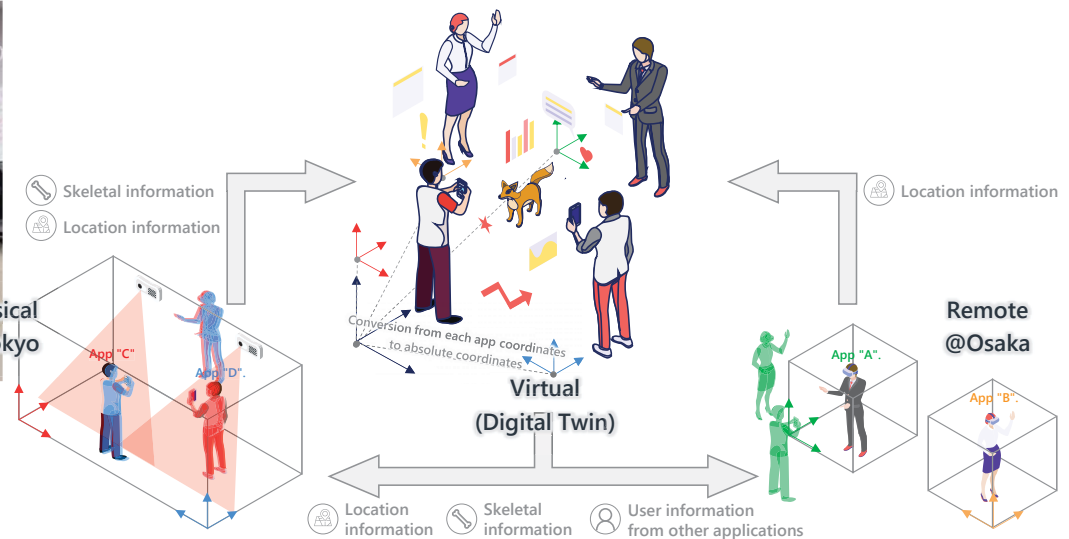 Skeletal information
Location information
Location information
Conversion from each app coordinates
to absolute coordinates
App "C"
App "D".
Virtual
(Digital Twin)
App "A".
App "B".
Remote
@Osaka
Location
information
Skeletal
information
User information
from other applications